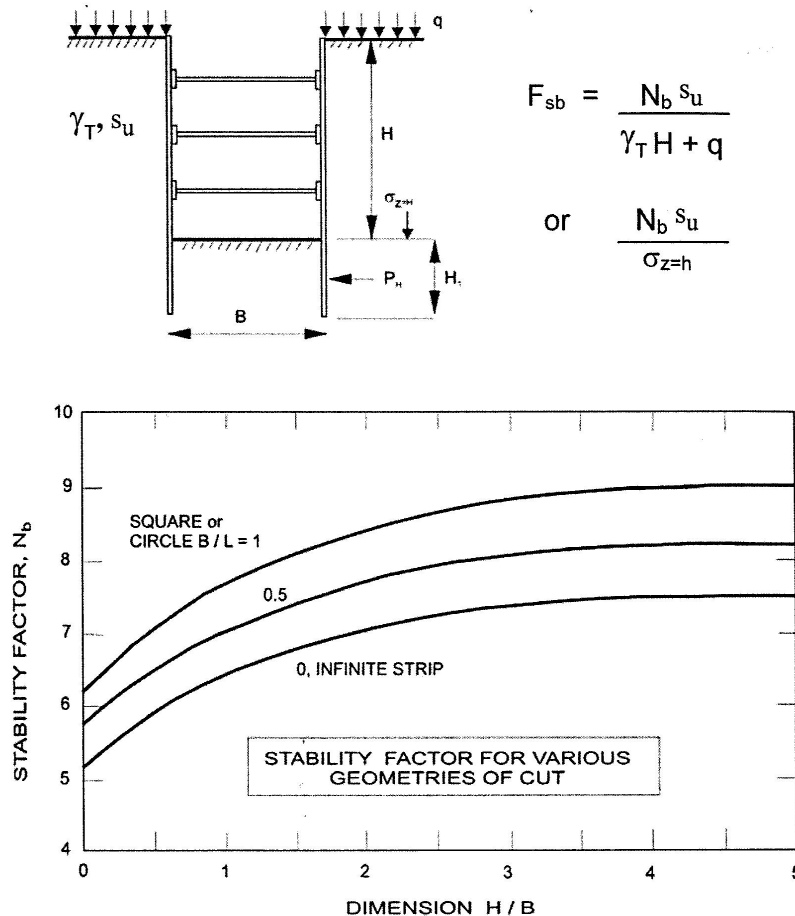 q
γT, su
H
σz=H
PH
H1
B
Fsb = Nb su
γT H + q
or Nb su
σz=h
10
9
8
7
6
5
4
STABILITY FACTOR, Nb
SQUARE or
CIRCLE B / L = 1
0.5
0, INFINITE STRIP
STABILITY FACTOR FOR VARIOUS
GEOMETRIES OF CUT
0 1 2 3 4 5
DIMENSION H / B